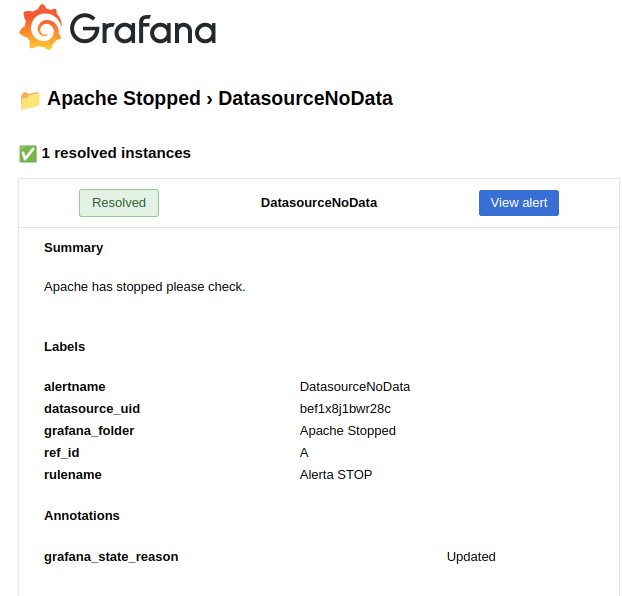 Grafana
📁 Apache Stopped › DatasourceNoData
✅ 1 resolved instances
Resolved DatasourceNoData View alert
Summary
Apache has stopped please check.
Labels
alertname DatasourceNoData
datasource_uid bef1x8j1bwr28c
grafana_folder Apache Stopped
ref_id A
rulename Alerta STOP
Annotations
grafana_state_reason Updated